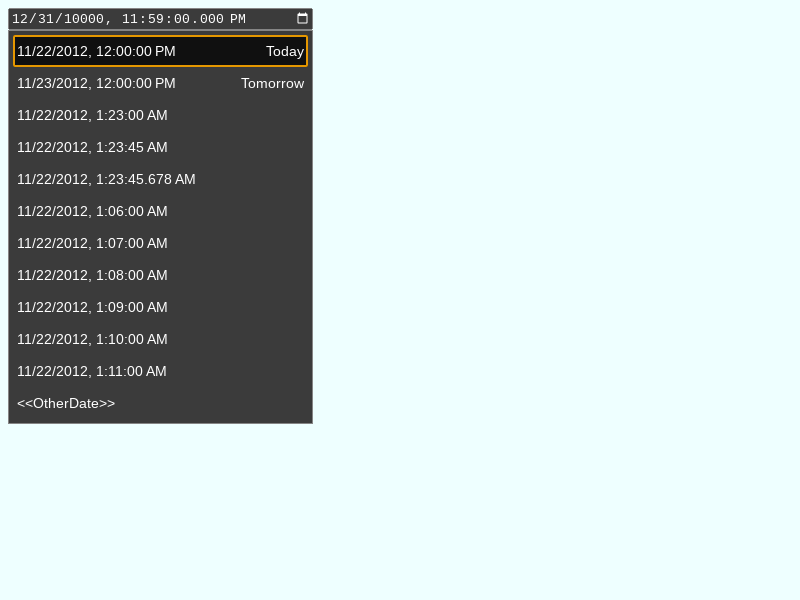 12/31/10000, 11:59:00.000 PM
11/22/2012, 12:00:00 PM Today
11/23/2012, 12:00:00 PM Tomorrow
11/22/2012, 1:23:00 AM
11/22/2012, 1:23:45 AM
11/22/2012, 1:23:45.678 AM
11/22/2012, 1:06:00 AM
11/22/2012, 1:07:00 AM
11/22/2012, 1:08:00 AM
11/22/2012, 1:09:00 AM
11/22/2012, 1:10:00 AM
11/22/2012, 1:11:00 AM
<<OtherDate>>